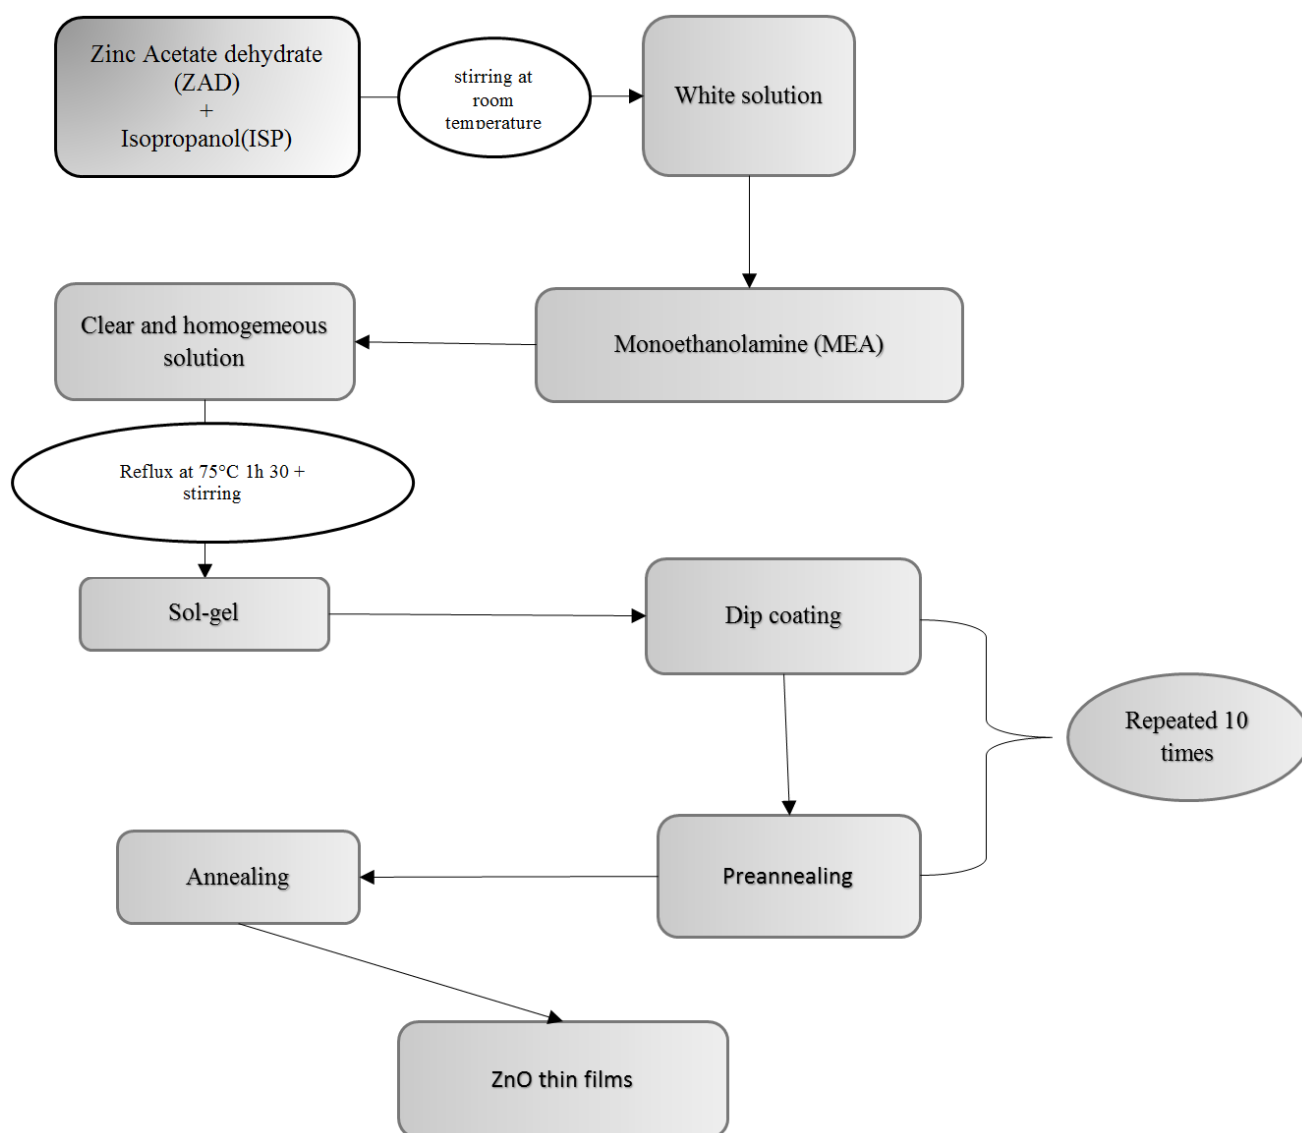 Zinc Acetate dehydrate
(ZAD)
+
Isopropanol(ISP)
stirring at
room
temperature
White solution
Monoethanolamine (MEA)
Clear and homogemeous
solution
Reflux at 75°C 1h 30 +
stirring
Sol-gel
Dip coating
Repeated 10
times
Preannealing
Annealing
ZnO thin films